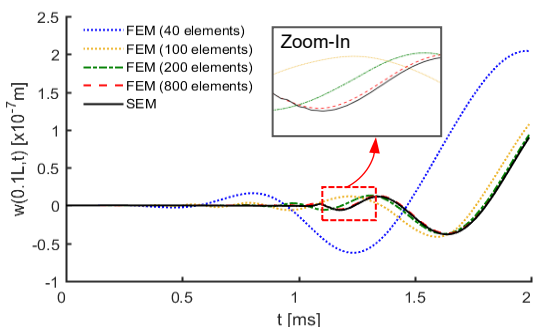 2.5
2
1.5
1
0.5
0
-0.5
-1
w(0.1L,t) [x10⁻⁷m]
FEM (40 elements)
FEM (100 elements)
FEM (200 elements)
FEM (800 elements)
SEM
Zoom-In
0
0.5
1
1.5
2
t [ms]